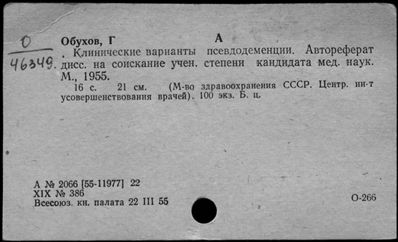 О
46349.
Обухов, Г А
Клинические варианты псевдодеменции. Автореферат
дисс. на соискание учен. степени кандидата мед. наук.
М., 1955.
16 с. 21 см. (М-во здравоохранения СССР. Центр. ин-т
усовершенствования врачей). 100 экз. Б. ц.
А № 2066 [55-11977] 22
XIX № 386
Всесоюз. кн. палата 22 III 55
О-266